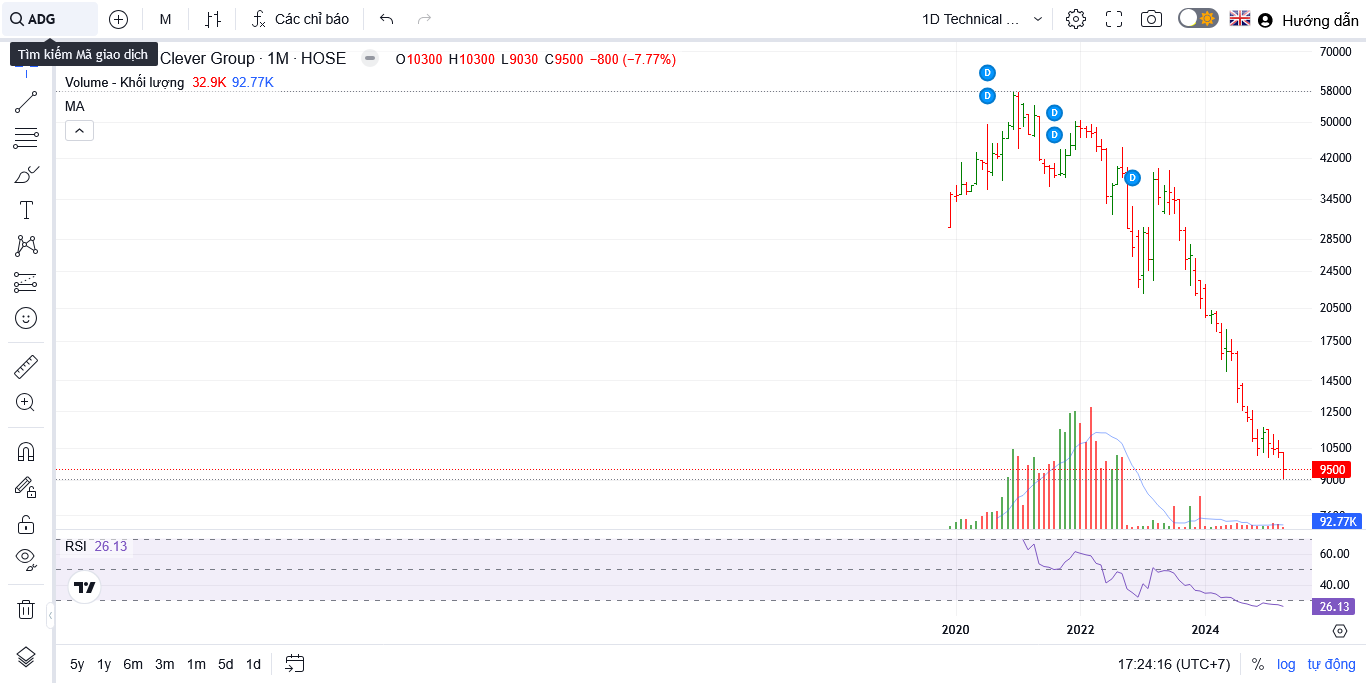 ADG
M
Các chỉ báo
1D Technical ...
Hướng dẫn
Tìm kiếm Mã giao dịch
Clever Group · 1M · HOSE
O10300 H10300 L9030 C9500 −800 (−7.77%)
Volume - Khối lượng 32.9K 92.77K
MA
D
D
D
D
D
70000
58000
50000
42000
34500
28500
24500
20500
17500
14500
12500
10500
9500
9000
92.77K
RSI 26.13
60.00
40.00
26.13
2020 2022 2024
5y 1y 6m 3m 1m 5d 1d
17:24:16 (UTC+7) % log tự động